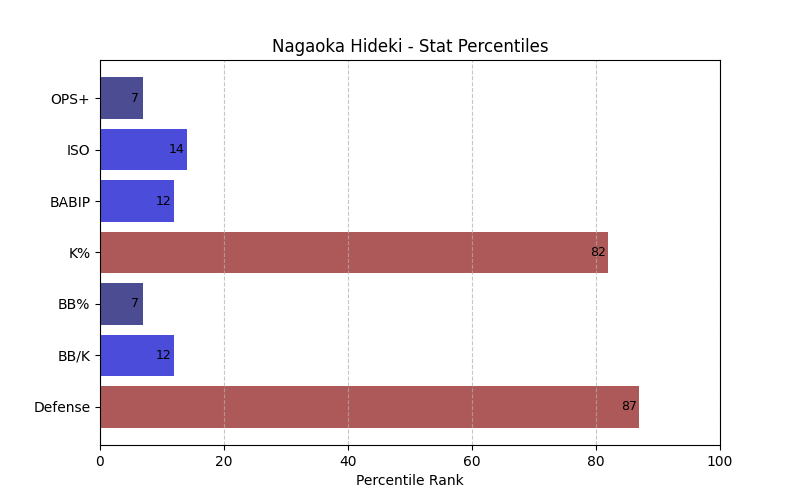 Nagaoka Hideki - Stat Percentiles
OPS+ 7
ISO 14
BABIP 12
K% 82
BB% 7
BB/K 12
Defense 87
0 20 40 60 80 100
Percentile Rank